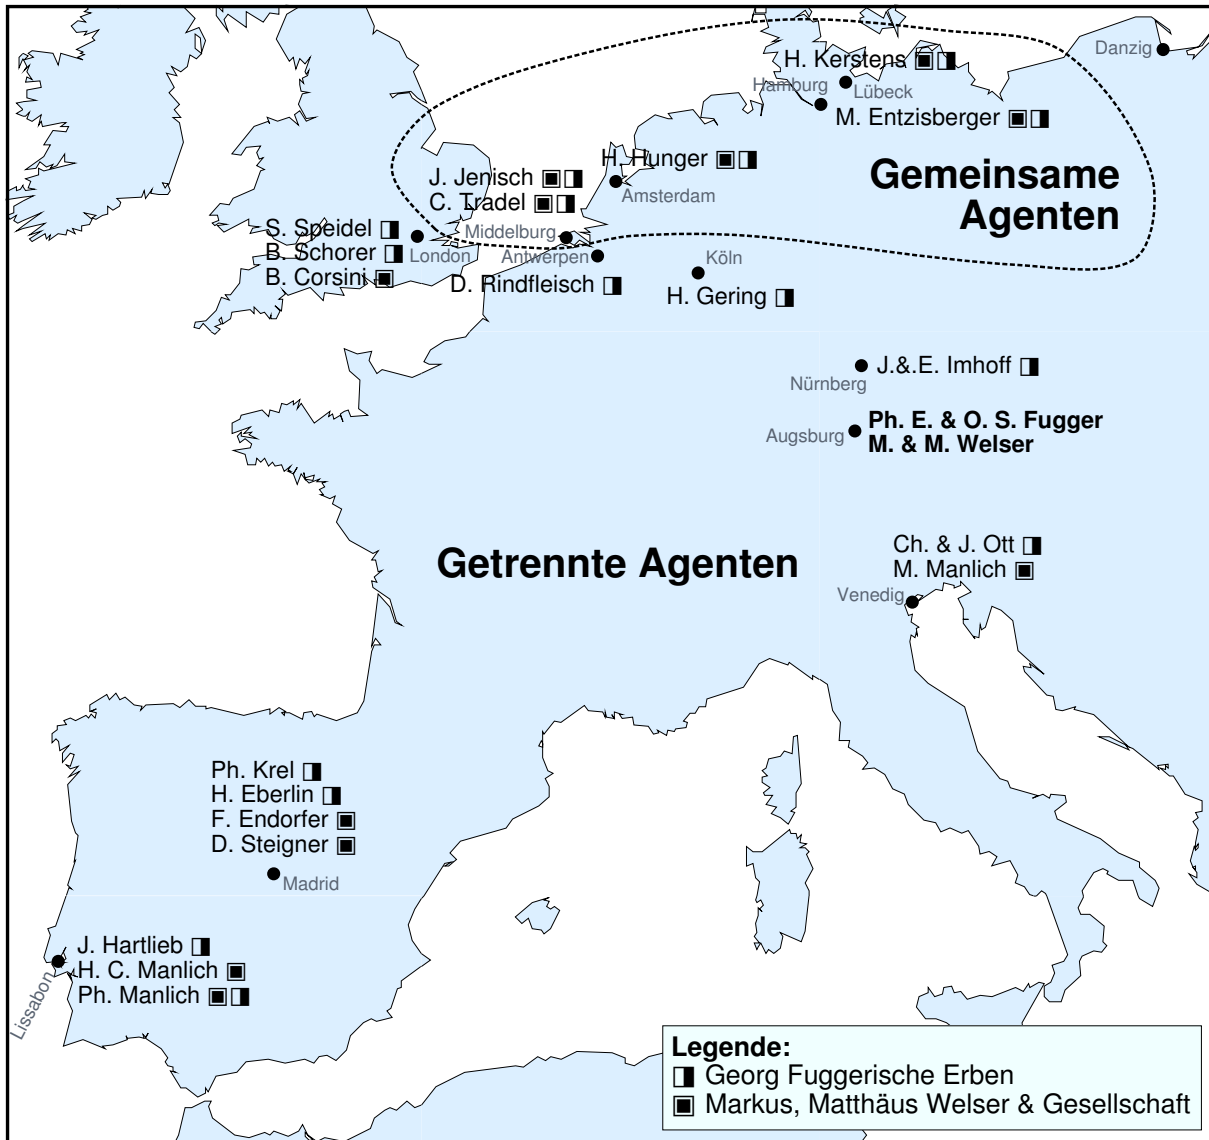 Danzig
H. Kerstens
Hamburg
Lübeck
M. Entzisberger
H. Hunger
Amsterdam
Gemeinsame
Agenten
J. Jenisch
C. Tradel
Middelburg
S. Speidel
B. Schorer
B. Corsini
London
Antwerpen
D. Rindfleisch
Köln
H. Gering
J.&.E. Imhoff
Nürnberg
Augsburg
Ph. E. & O. S. Fugger
M. & M. Welser
Getrennte Agenten
Ch. & J. Ott
M. Manlich
Venedig
Ph. Krel
H. Eberlin
F. Endorfer
D. Steigner
Madrid
J. Hartlieb
H. C. Manlich
Ph. Manlich
Lissabon
Legende:
Georg Fuggerische Erben
Markus, Matthäus Welser & Gesellschaft